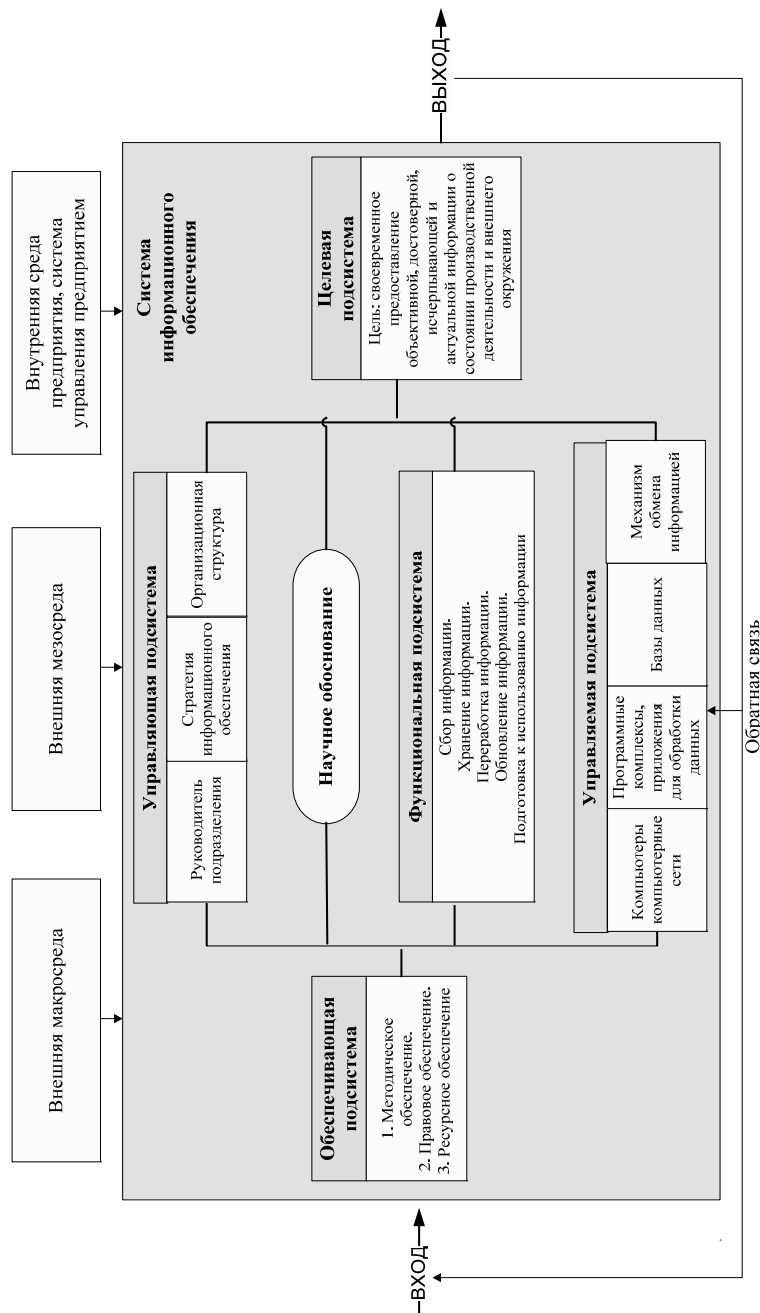 Внешняя макросреда
Внешняя мезосреда
Внутренняя среда
предприятия, система
управления предприятием
Система
информационного
обеспечения
ВХОД
Обеспечивающая
подсистема
1. Методическое
обеспечение.
2. Правовое обеспечение.
3. Ресурсное обеспечение
Управляющая подсистема
Руководитель
подразделения
Стратегия
информационного
обеспечения
Организационная
структура
Научное обоснование
Функциональная подсистема
Сбор информации.
Хранение информации.
Переработка информации.
Обновление информации.
Подготовка к использованию информации
Управляемая подсистема
Компьютеры
компьютерные
сети
Программные
комплексы,
приложения
для обработки
данных
Базы данных
Механизм
обмена
информацией
Целевая
подсистема
Цель: своевременное
предоставление
объективной, достоверной,
исчерпывающей и
актуальной информации о
состоянии производственной
деятельности и внешнего
окружения
ВЫХОД
Обратная связь